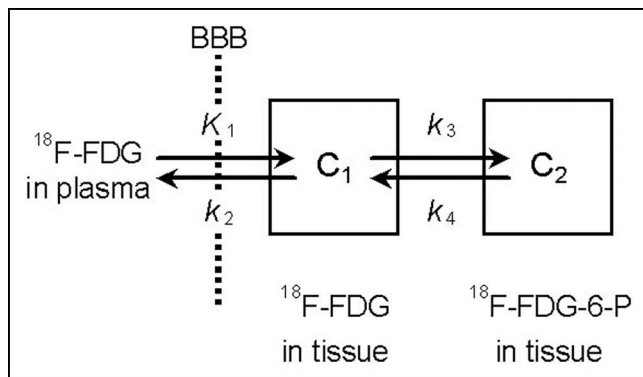 BBB
K1
k3
18F-FDG
in plasma
C1
C2
k2
k4
18F-FDG
in tissue
18F-FDG-6-P
in tissue